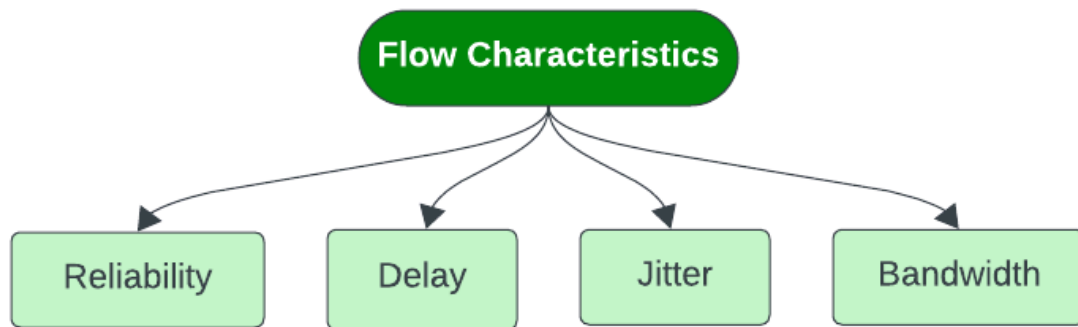 Flow Characteristics
Reliability
Delay
Jitter
Bandwidth